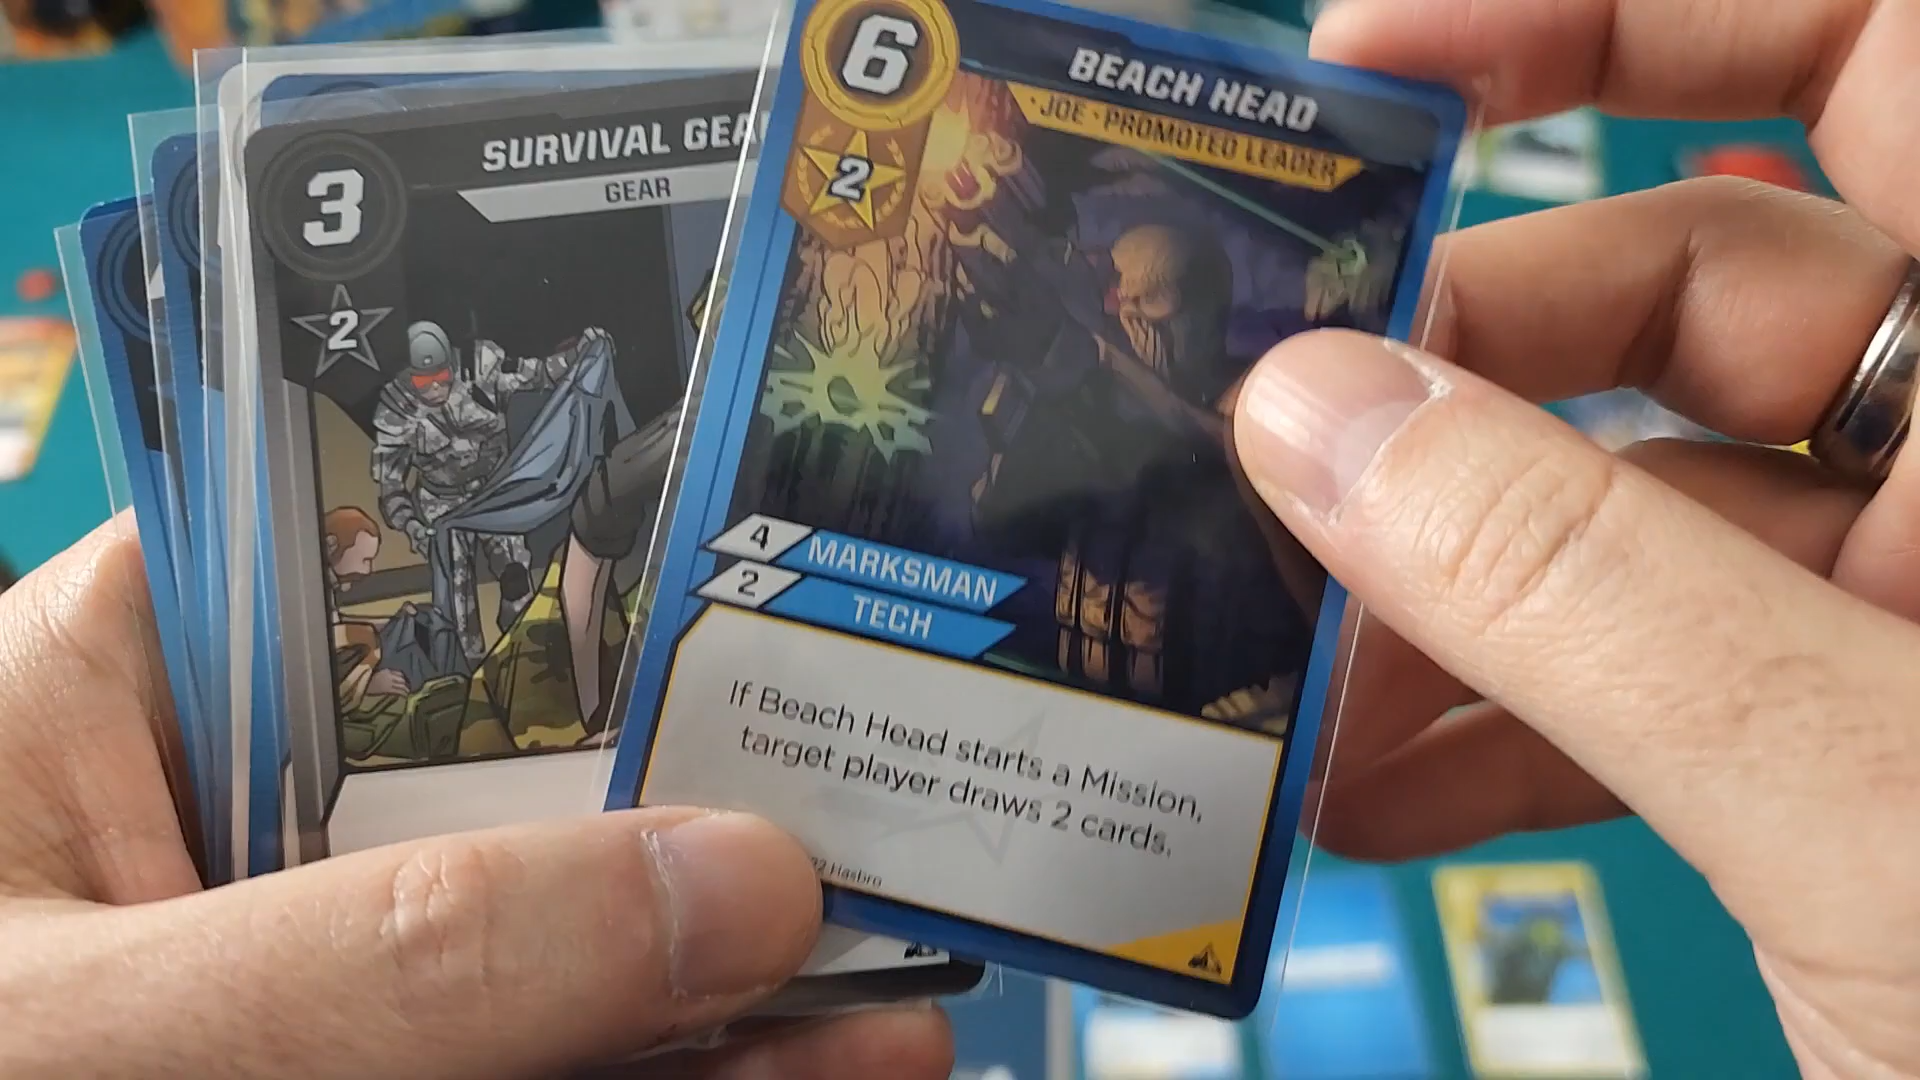 3
SURVIVAL GEA
GEAR
2
6
BEACH HEAD
• JOE • PROMOTED LEADER
2
4 MARKSMAN
2 TECH
If Beach Head starts a Mission,
target player draws 2 cards.
22 Hasbro